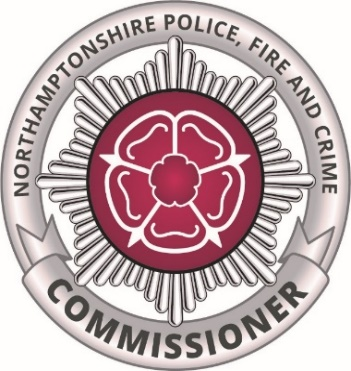 NORTHAMPTONSHIRE POLICE, FIRE AND CRIME
COMMISSIONER